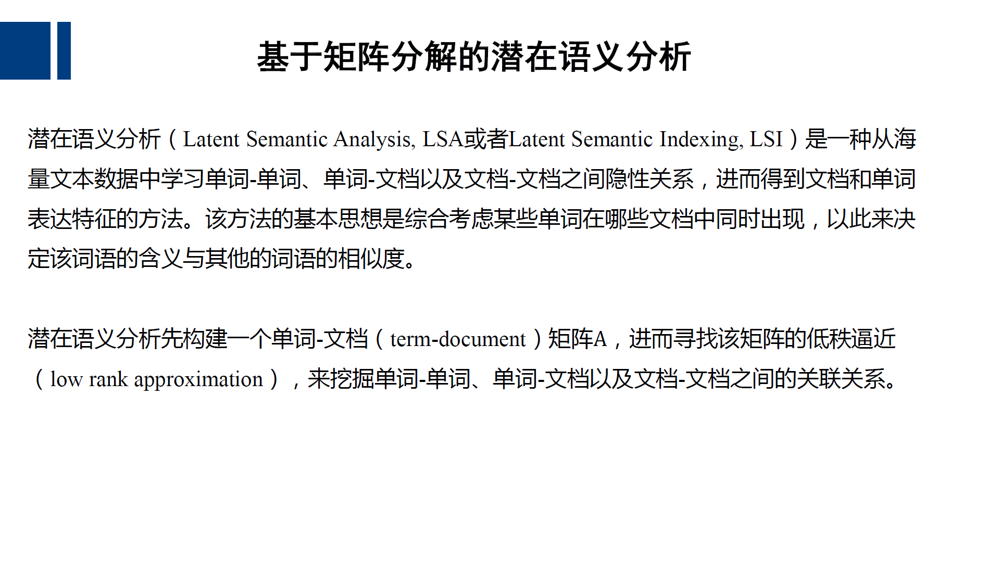 基于矩阵分解的潜在语义分析
潜在语义分析（Latent Semantic Analysis, LSA或者Latent Semantic Indexing, LSI）是一种从海
量文本数据中学习单词-单词、单词-文档以及文档-文档之间隐性关系，进而得到文档和单词
表达特征的方法。该方法的基本思想是综合考虑某些单词在哪些文档中同时出现，以此来决
定该词语的含义与其他的词语的相似度。
潜在语义分析先构建一个单词-文档（term-document）矩阵A，进而寻找该矩阵的低秩逼近
（low rank approximation），来挖掘单词-单词、单词-文档以及文档-文档之间的关联关系。